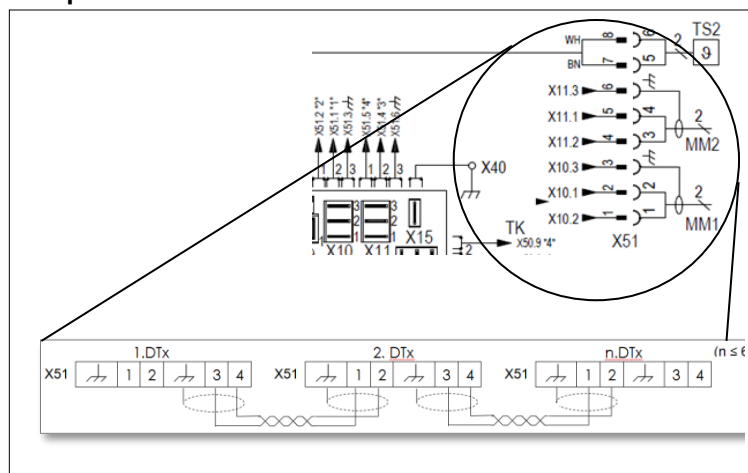 TS2
WH 8 6 2 ϑ
BN 7 5
X11.3 6
X11.1 5 4 2
X11.2 4 3 MM2
X10.3 3
X10.1 2 2 2
X10.2 1 1 MM1
X51
X51.2 "2"
X51.1 "1"
X51.3
X51.5 "4"
X51.4 "3"
X51.6
1 2 3 1 2 3
X40
3 3
2 2
1 1 1
X10 X11 X15
TK
2 X50.9 "4"
1.DTx 2. DTx n.DTx (n ≤ 6
X51 1 2 3 4 X51 1 2 3 4 X51 1 2 3 4